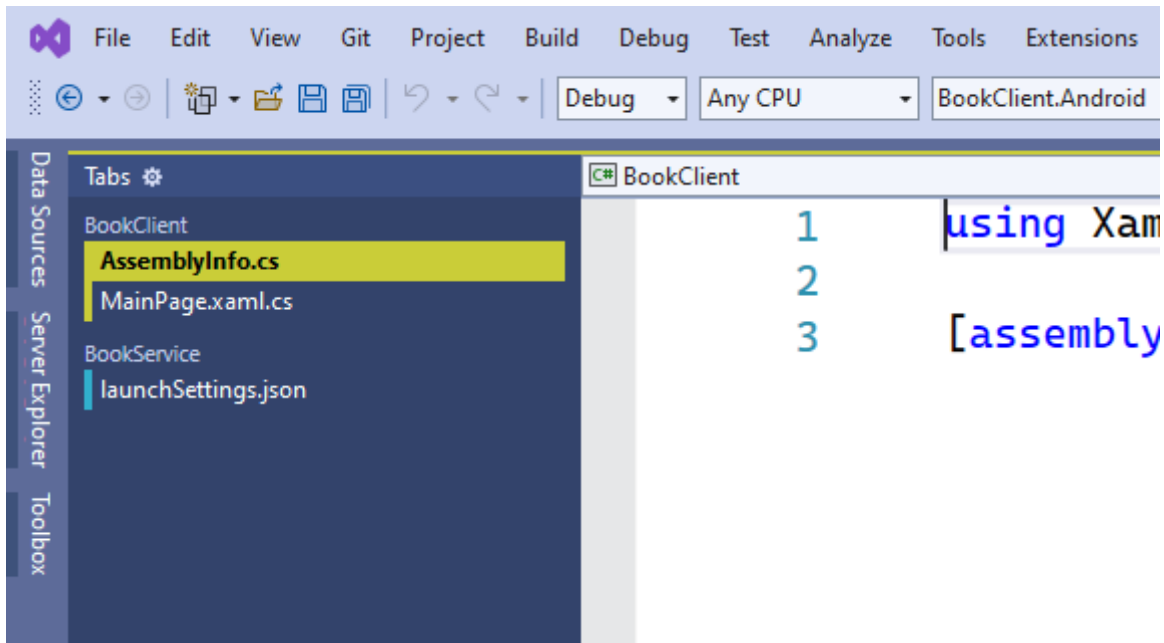 File Edit View Git Project Build Debug Test Analyze Tools Extensions
Debug Any CPU BookClient.Android
Data Sources
Server Explorer
Toolbox
Tabs
BookClient
AssemblyInfo.cs
MainPage.xaml.cs
BookService
launchSettings.json
C# BookClient
1 using Xam
2
3 [assembly